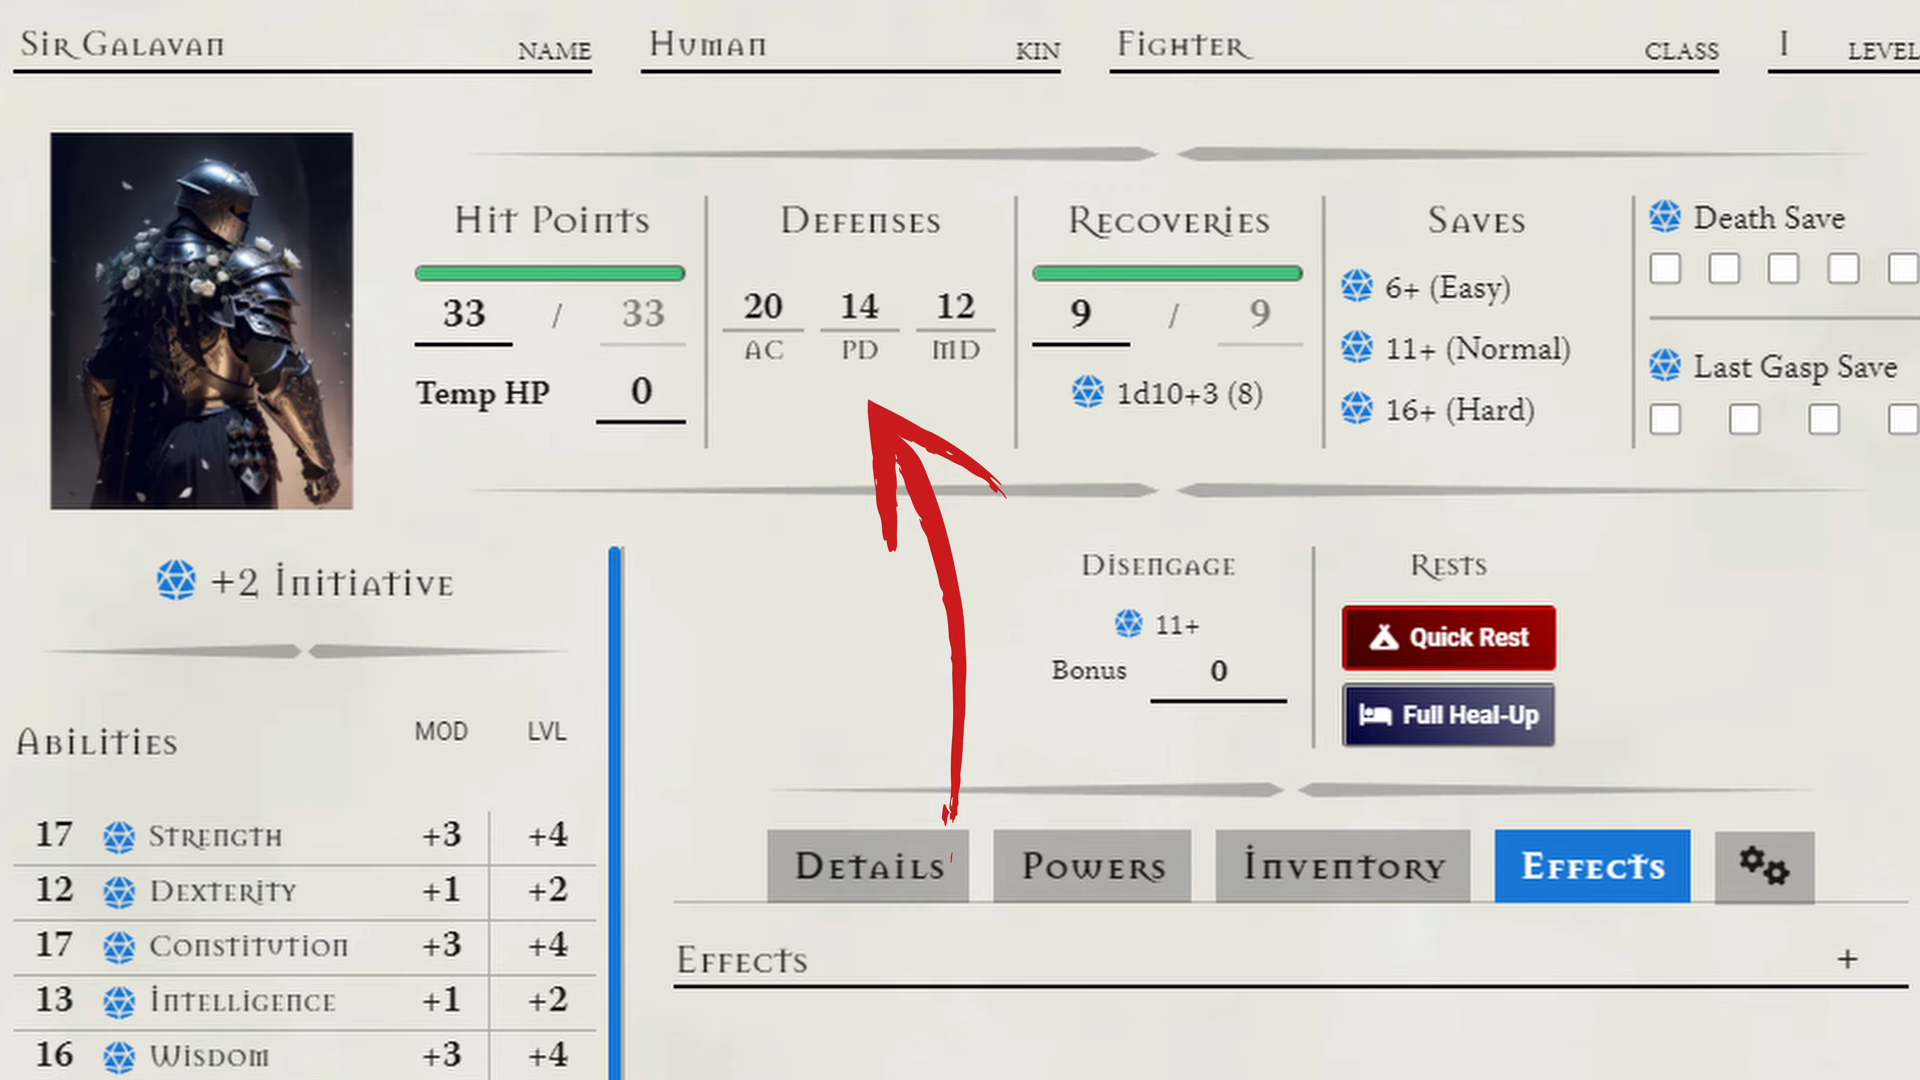 Sir Galavan NAME Human KIN Fighter CLASS 1 LEVEL
Hit Points
33 / 33
Temp HP 0
Defenses
20 14 12
AC PD MD
Recoveries
9 / 9
1d10+3 (8)
Saves
6+ (Easy)
11+ (Normal)
16+ (Hard)
Death Save
Last Gasp Save
+2 Initiative
Abilities MOD LVL
17 Strength +3 +4
12 Dexterity +1 +2
17 Constitution +3 +4
13 Intelligence +1 +2
16 Wisdom +3 +4
Disengage
11+
Bonus 0
Rests
Quick Rest
Full Heal-Up
Details Powers Inventory Effects
Effects +